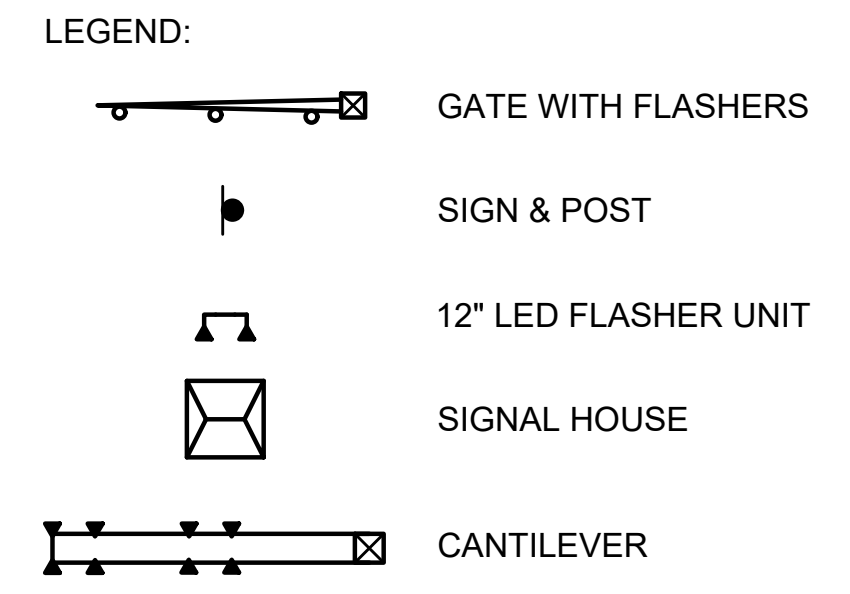 LEGEND:
GATE WITH FLASHERS
SIGN & POST
12" LED FLASHER UNIT
SIGNAL HOUSE
CANTILEVER